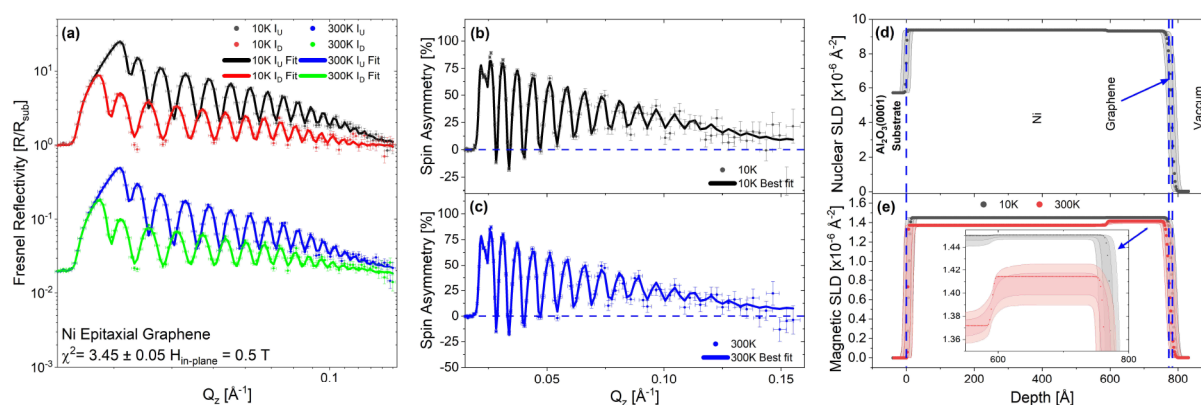 (a)
10K I_U 300K I_U
10K I_D 300K I_D
10K I_U Fit 300K I_U Fit
10K I_D Fit 300K I_D Fit
Fresnel Reflectivity [R/R_sub]
10¹
10⁰
10⁻¹
10⁻²
10⁻³
Ni Epitaxial Graphene
χ²= 3.45 ± 0.05 H_in-plane = 0.5 T
0.1
Q_z [Å⁻¹]
(b)
Spin Asymmetry [%]
100
75
50
25
0
-25
10K
10K Best fit
(c)
Spin Asymmetry [%]
100
75
50
25
0
-25
-50
300K
300K Best fit
0.05 0.10 0.15
Q_z [Å⁻¹]
(d)
Nuclear SLD [x10⁻⁶ Å⁻²]
10
8
6
4
2
0
Al₂O₃(0001)
Substrate
Ni
Graphene
Vacum
(e)
10K 300K
Magnetic SLD [x10⁻⁶ Å⁻²]
1.6
1.4
1.2
1.0
0.8
0.6
0.4
0.2
0.0
1.44
1.42
1.38
1.36
600 800
0 200 400 600 800
Depth [Å]